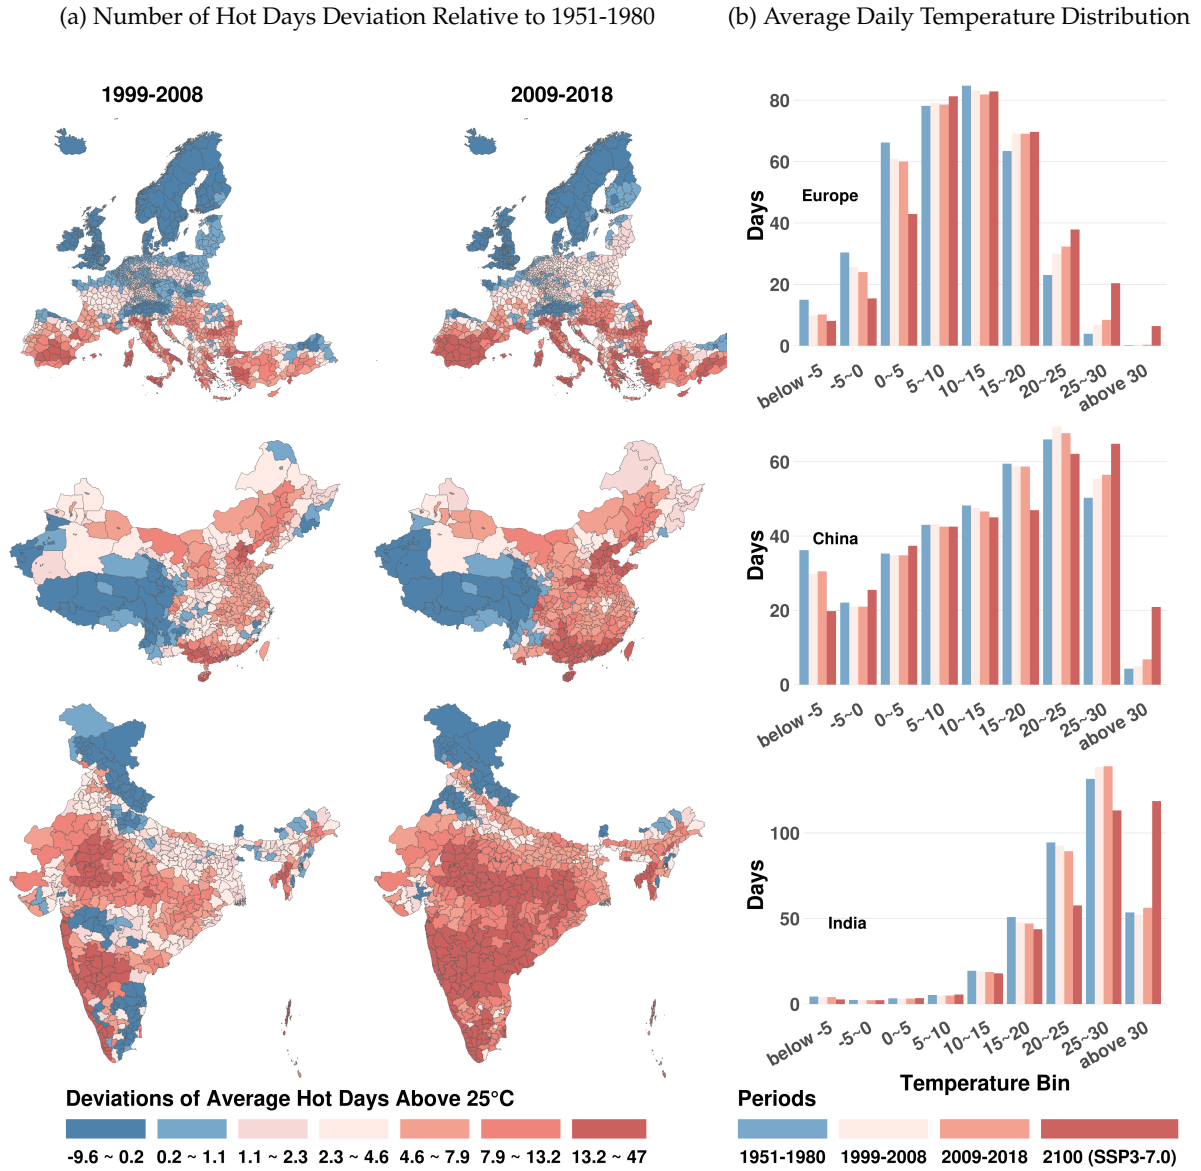 (a) Number of Hot Days Deviation Relative to 1951-1980
(b) Average Daily Temperature Distribution
1999-2008
2009-2018
80
60
40
20
0
Days
Europe
below -5
-5~0
0~5
5~10
10~15
15~20
20~25
25~30
above 30
60
40
20
0
Days
China
below -5
-5~0
0~5
5~10
10~15
15~20
20~25
25~30
above 30
100
50
0
Days
India
below -5
-5~0
0~5
5~10
10~15
15~20
20~25
25~30
above 30
Temperature Bin
Deviations of Average Hot Days Above 25°C
-9.6 ~ 0.2
0.2 ~ 1.1
1.1 ~ 2.3
2.3 ~ 4.6
4.6 ~ 7.9
7.9 ~ 13.2
13.2 ~ 47
Periods
1951-1980
1999-2008
2009-2018
2100 (SSP3-7.0)